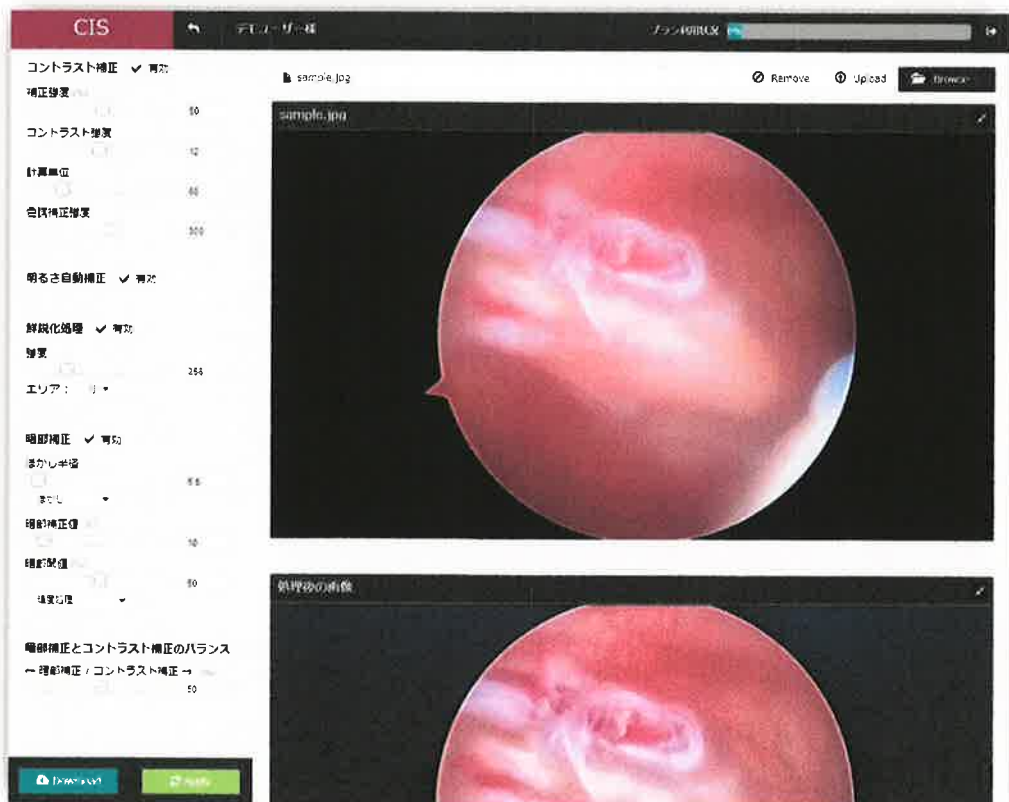 CIS
デモユーザー様
プラン利用状況
コントラスト補正 ✓ 有効
補正強度
50
コントラスト強度
12
計算単位
色調補正強度
300
明るさ自動補正 ✓ 有効
鮮鋭化処理 ✓ 有効
強度
256
エリア：
暗部補正 ✓ 有効
ぼかし半径
ぼかし
暗部補正値
10
暗部閾値
50
暗部補正とコントラスト補正のバランス
← 暗部補正 / コントラスト補正 →
50
Download
Apply
sample.jpg
Remove
Upload
Browse
sample.jpg
処理後の画像